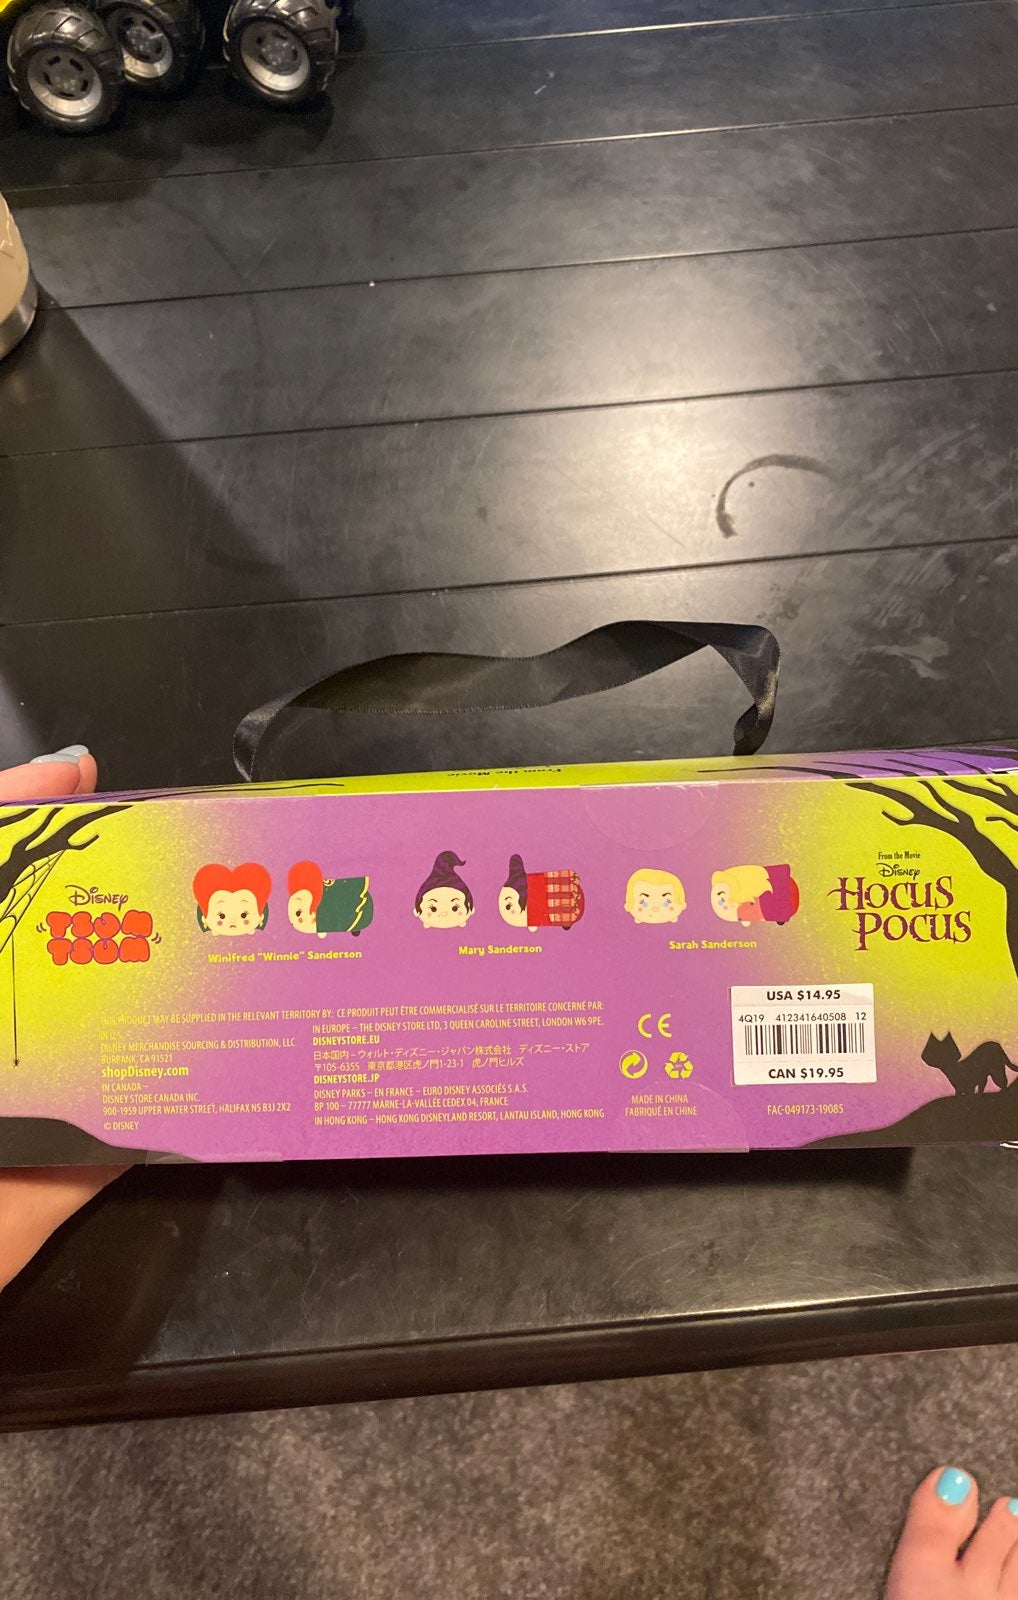 From the Movie
Disney
TSUM
TSUM
Winifred "Winnie" Sanderson
Mary Sanderson
Sarah Sanderson
From the Movie
Disney
HOCUS
POCUS
THIS PRODUCT MAY BE SUPPLIED IN THE RELEVANT TERRITORY BY: CE PRODUIT PEUT ÊTRE COMMERCIALISÉ SUR LE TERRITOIRE CONCERNÉ PAR:
IN U.S. –
DISNEY MERCHANDISE SOURCING & DISTRIBUTION, LLC
BURBANK, CA 91521
shopDisney.com
IN CANADA –
DISNEY STORE CANADA INC.
900-1959 UPPER WATER STREET, HALIFAX NS B3J 2X2
© DISNEY
IN EUROPE – THE DISNEY STORE LTD, 3 QUEEN CAROLINE STREET, LONDON W6 9PE.
DISNEYSTORE.EU
日本国内 – ウォルト・ディズニー・ジャパン株式会社 ディズニー・ストア
〒105-6355 東京都港区虎ノ門1-23-1 虎ノ門ヒルズ
DISNEYSTORE.JP
DISNEY PARKS – EN FRANCE – EURO DISNEY ASSOCIÉS S.A.S.
BP 100 – 77777 MARNE-LA-VALLÉE CEDEX 04, FRANCE
IN HONG KONG – HONG KONG DISNEYLAND RESORT, LANTAU ISLAND, HONG KONG
CE
MADE IN CHINA
FABRIQUÉ EN CHINE
USA $14.95
4Q19 412341640508 12
CAN $19.95
FAC-049173-19085